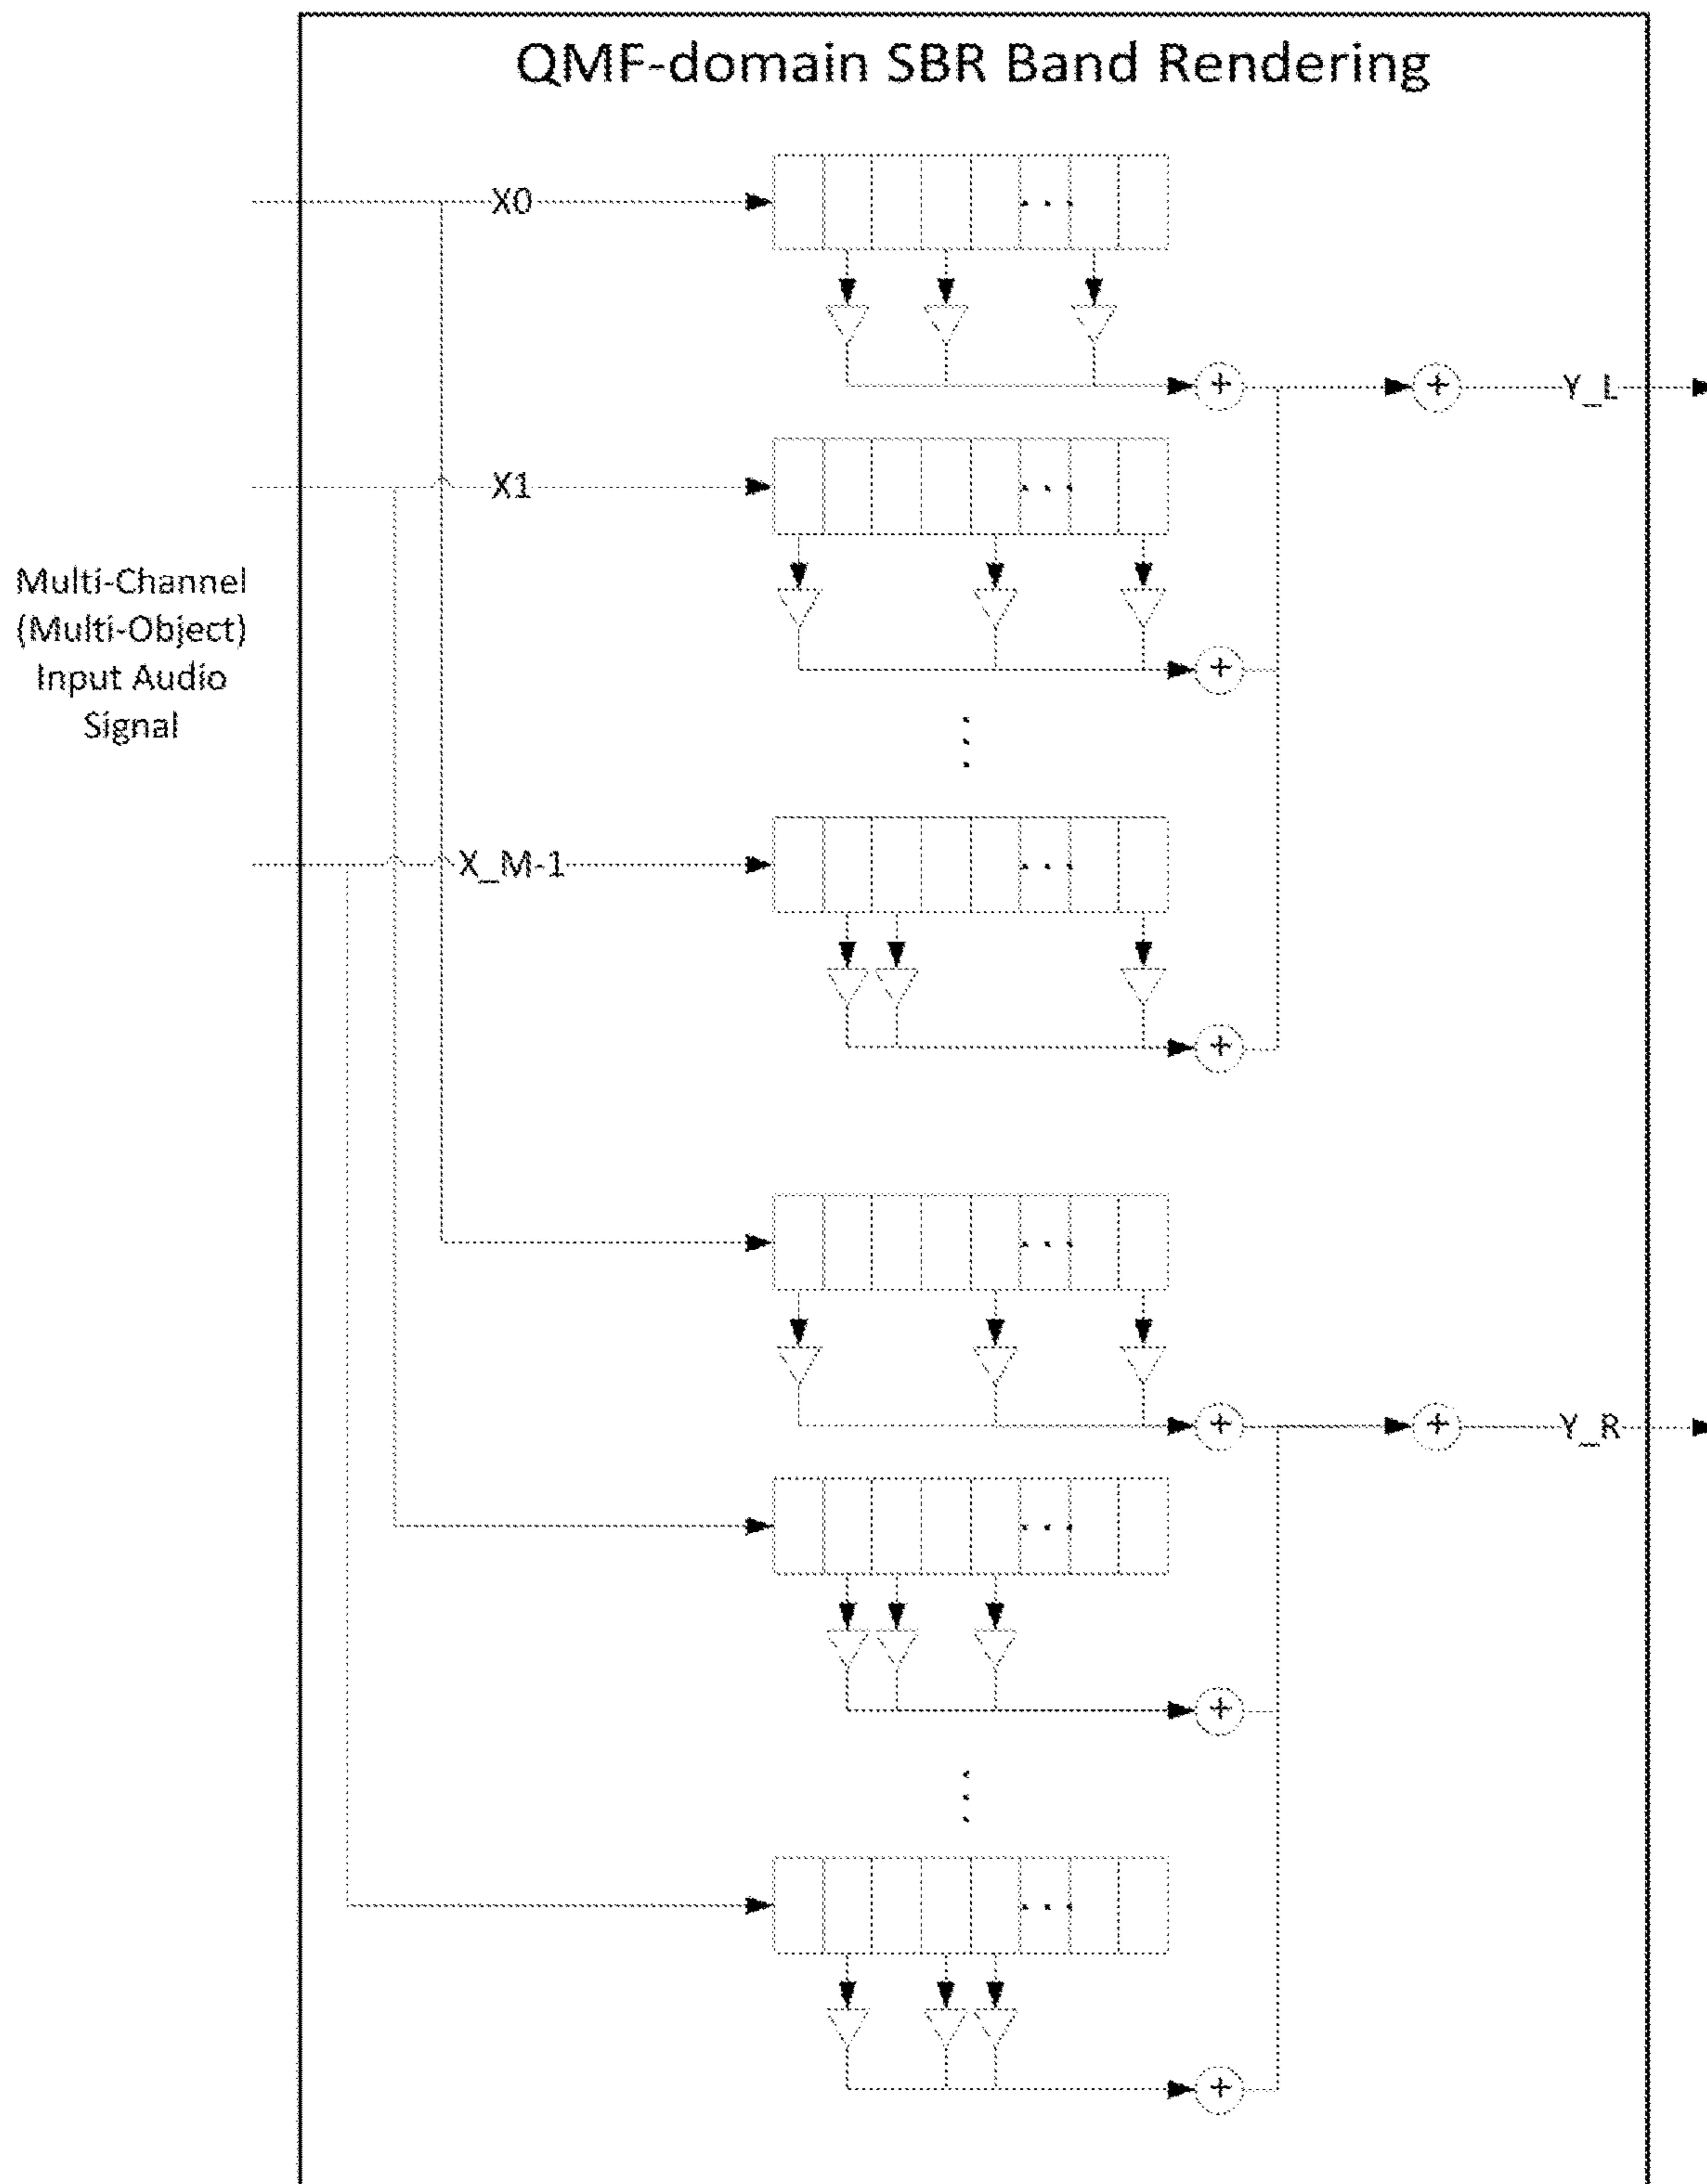 QMF-domain SBR Band Rendering
X0
. . .
+
+
Y_L
X1
. . .
Multi-Channel
(Multi-Object)
Input Audio
Signal
+
X_M-1
. . .
+
. . .
+
+
Y_R
. . .
+
. . .
+